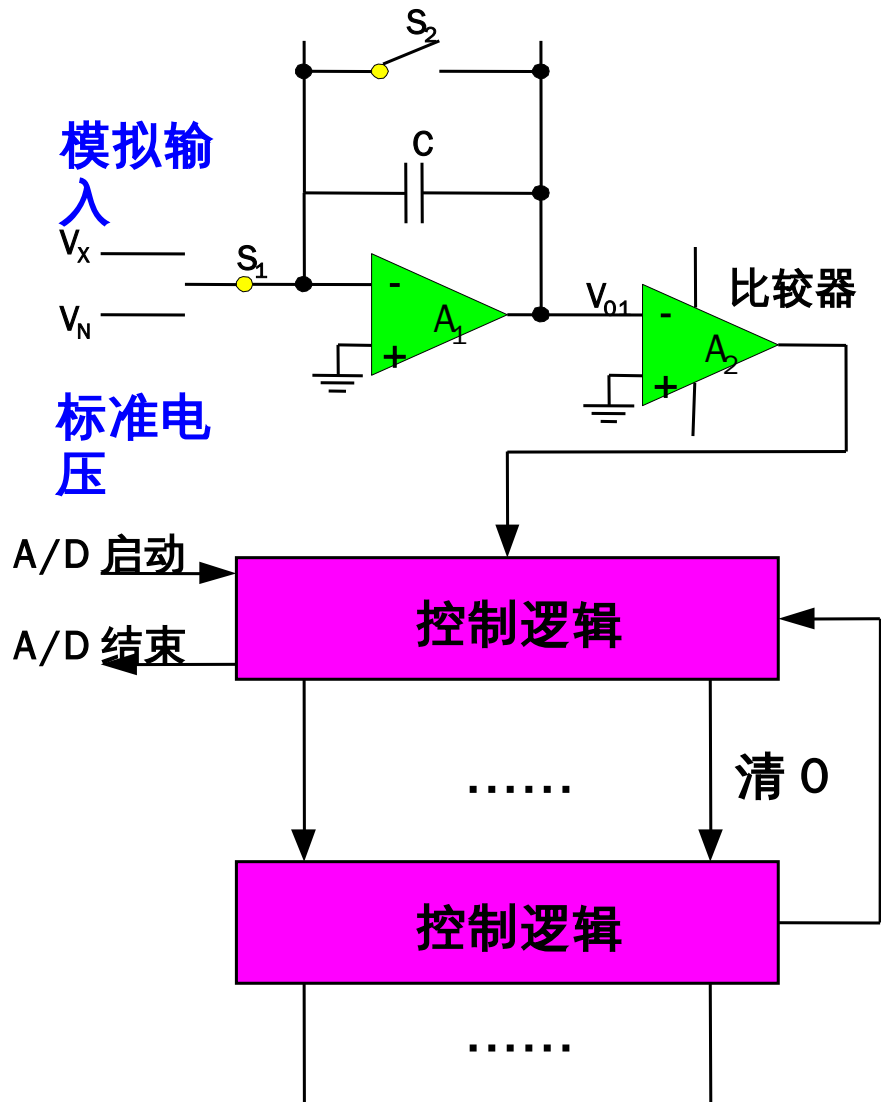 S2
模拟输
入
C
VX
S1
VN
-
A1
+
VO1
比较器
-
A2
+
标准电
压
A/D 启动
A/D 结束
控制逻辑
......
清 0
控制逻辑
......